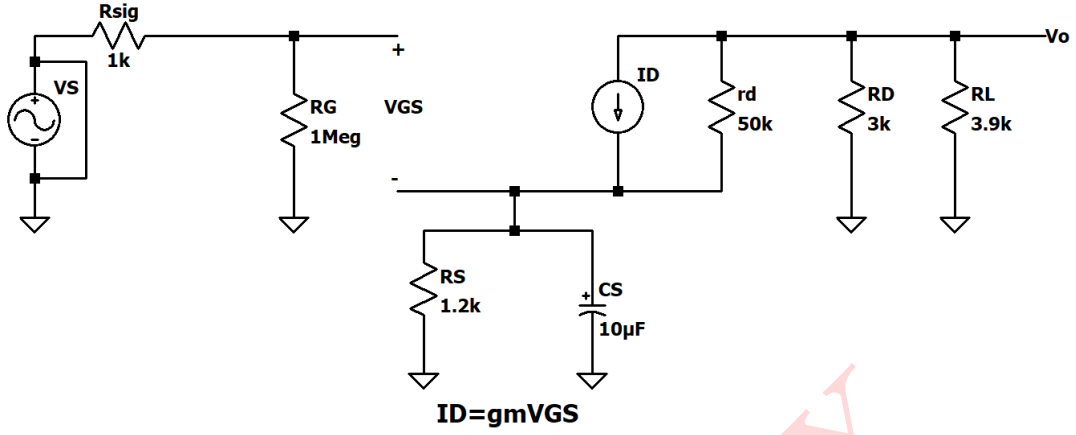 Rsig
1k
VS
RG
1Meg
+
VGS
-
ID
rd
50k
RD
3k
RL
3.9k
Vo
RS
1.2k
CS
10µF
ID=gmVGS